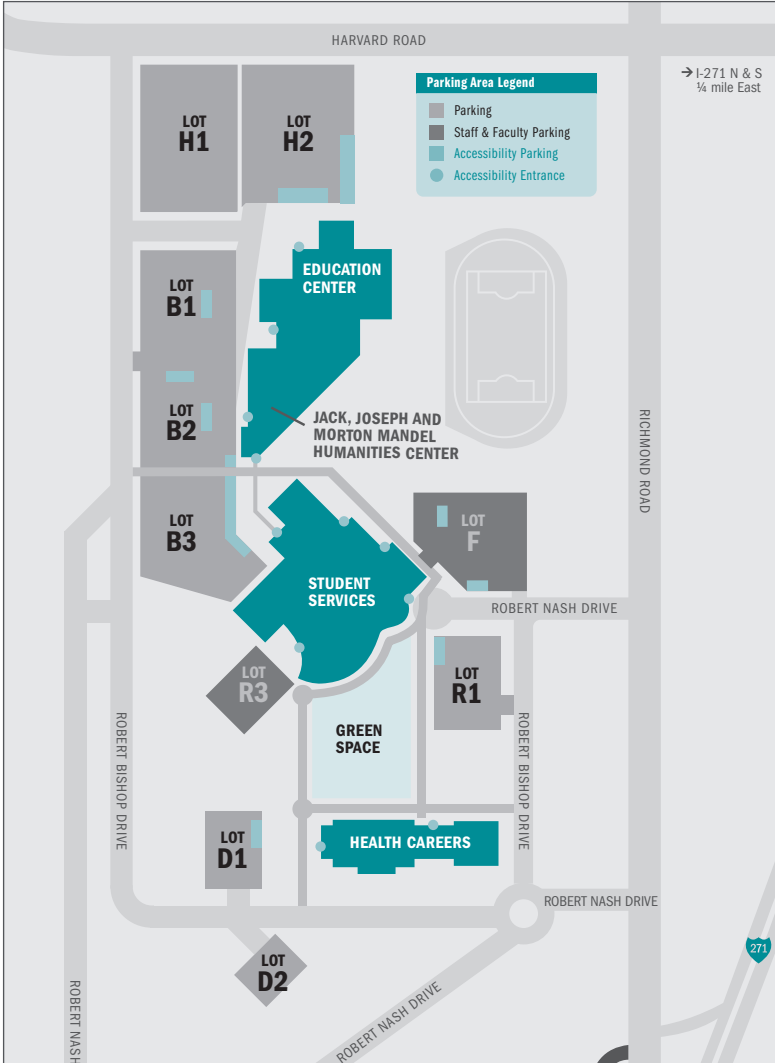 HARVARD ROAD
→ I-271 N & S
¼ mile East
Parking Area Legend
Parking
Staff & Faculty Parking
Accessibility Parking
Accessibility Entrance
LOT
H1
LOT
H2
EDUCATION
CENTER
LOT
B1
LOT
B2
JACK, JOSEPH AND
MORTON MANDEL
HUMANITIES CENTER
RICHMOND ROAD
LOT
B3
LOT
F
STUDENT
SERVICES
ROBERT NASH DRIVE
LOT
R3
LOT
R1
GREEN
SPACE
ROBERT BISHOP DRIVE
ROBERT BISHOP DRIVE
LOT
D1
HEALTH CAREERS
ROBERT NASH DRIVE
271
LOT
D2
ROBERT NASH DRIVE
ROBERT NASH